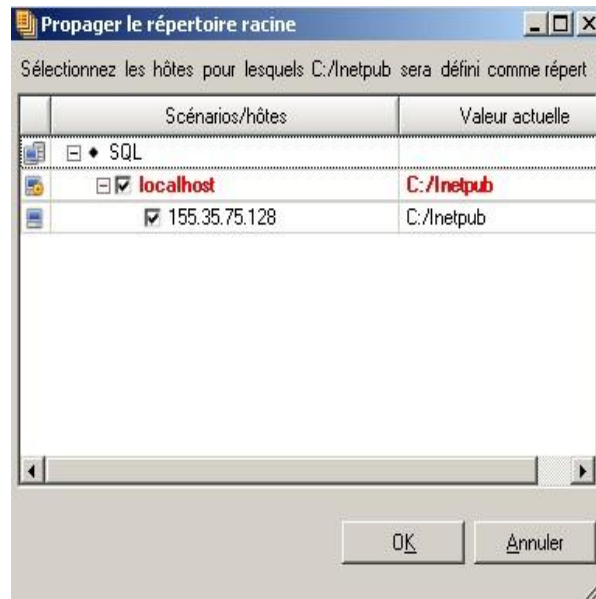 Propager le répertoire racine
Sélectionnez les hôtes pour lesquels C:/Inetpub sera défini comme répert
Scénarios/hôtes Valeur actuelle
SQL
localhost C:/Inetpub
155.35.75.128 C:/Inetpub
OK Annuler